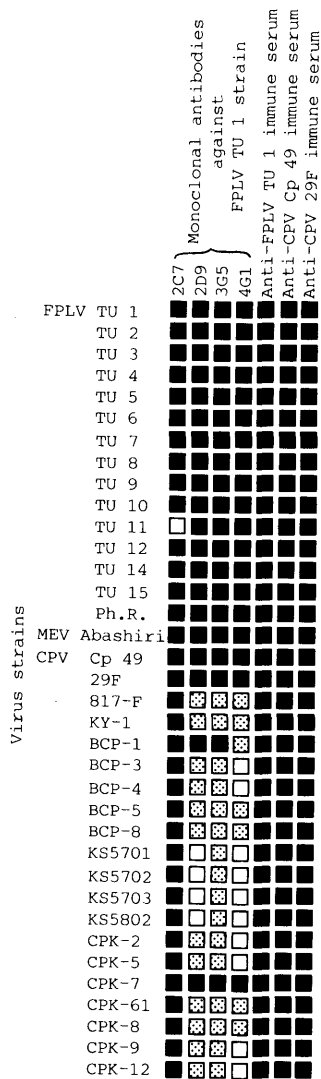 Monoclonal antibodies
against
FPLV TU 1 strain
2C7
2D9
3G5
4G1
Anti-FPLV TU 1 immune serum
Anti-CPV Cp 49 immune serum
Anti-CPV 29F immune serum
Virus strains
FPLV TU 1
TU 2
TU 3
TU 4
TU 5
TU 6
TU 7
TU 8
TU 9
TU 10
TU 11
TU 12
TU 14
TU 15
Ph.R.
MEV Abashiri
CPV Cp 49
29F
817-F
KY-1
BCP-1
BCP-3
BCP-4
BCP-5
BCP-8
KS5701
KS5702
KS5703
KS5802
CPK-2
CPK-5
CPK-7
CPK-61
CPK-8
CPK-9
CPK-12